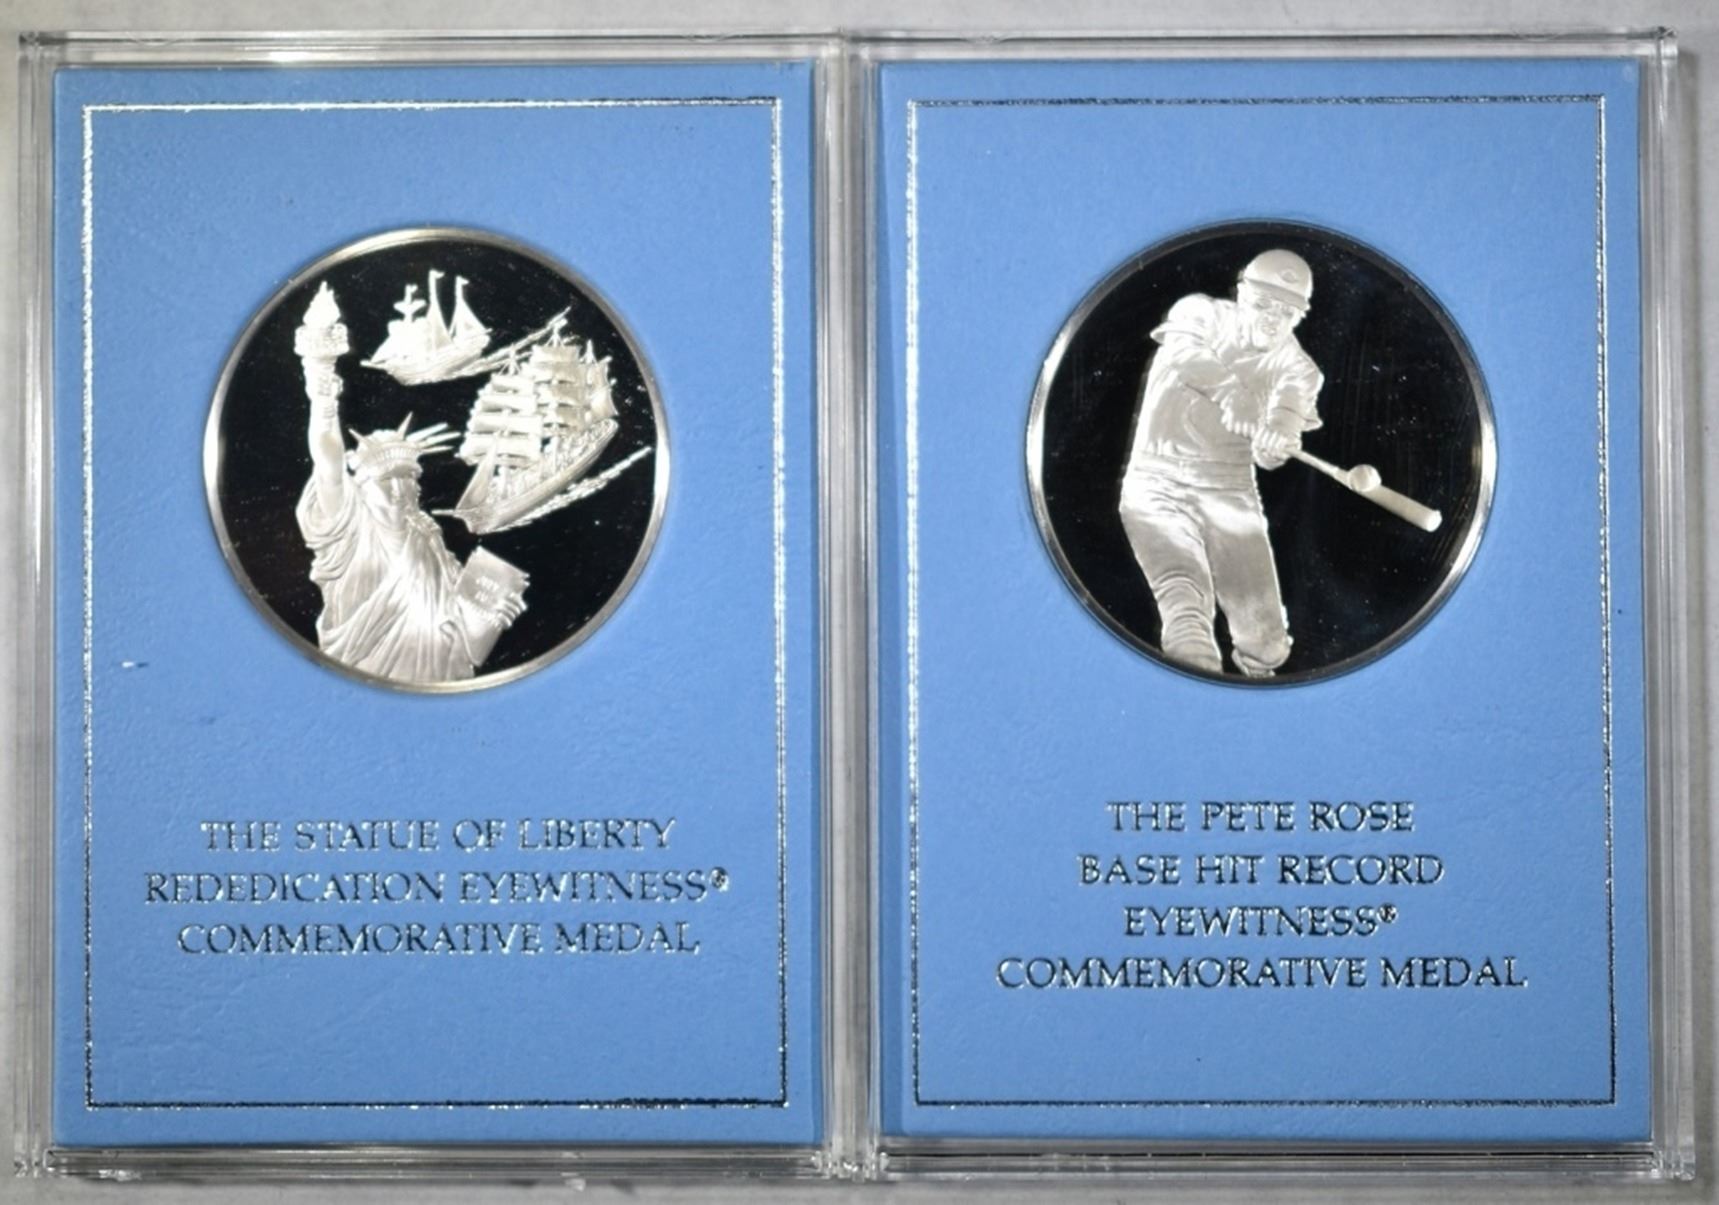 THE STATUE OF LIBERTY
REDEDICATION EYEWITNESS®
COMMEMORATIVE MEDAL
THE PETE ROSE
BASE HIT RECORD
EYEWITNESS®
COMMEMORATIVE MEDAL